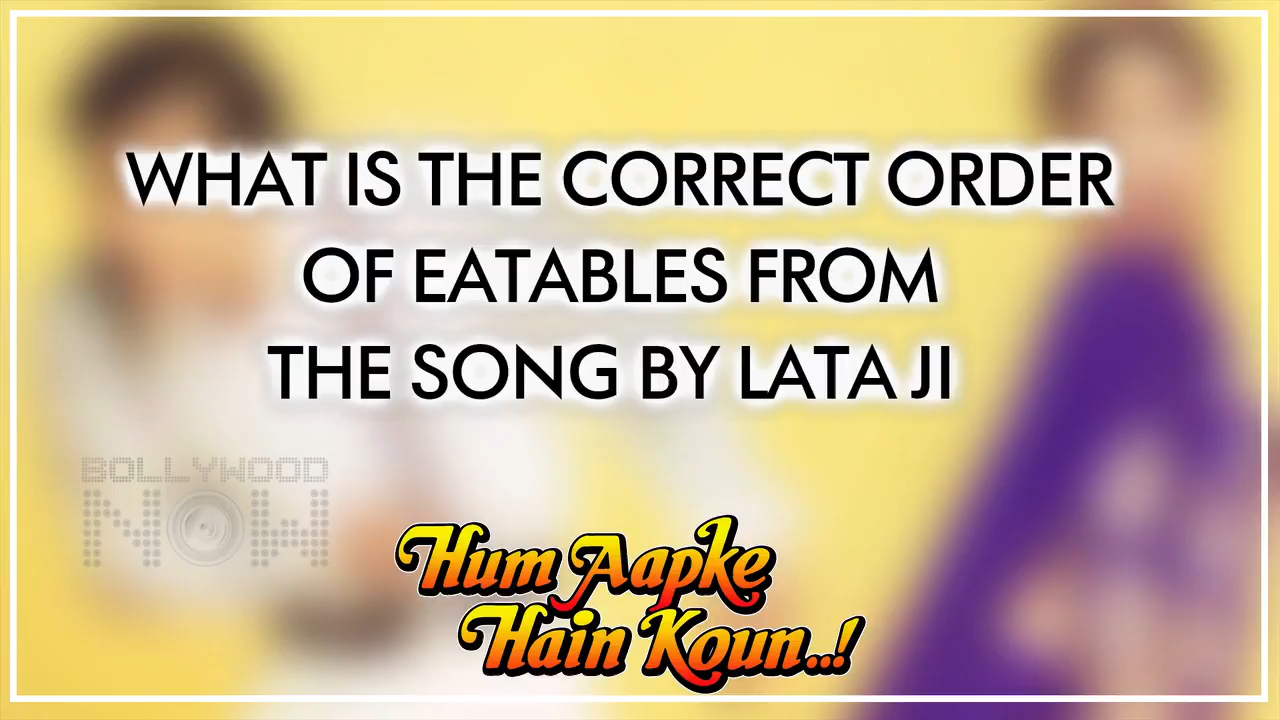 WHAT IS THE CORRECT ORDER
OF EATABLES FROM
THE SONG BY LATA JI
BOLLYWOOD
NOW
Hum Aapke
Hain Koun..!